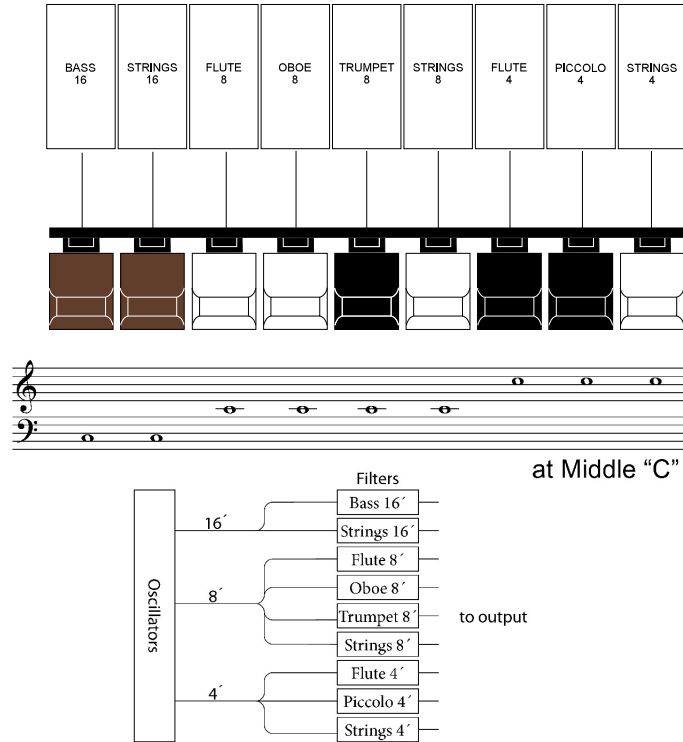 BASS STRINGS FLUTE OBOE TRUMPET STRINGS FLUTE PICCOLO STRINGS
16 16 8 8 8 8 4 4 4
at Middle “C”
Filters
Oscillators
16´
8´
4´
Bass 16´
Strings 16´
Flute 8´
Oboe 8´
Trumpet 8´
Strings 8´
Flute 4´
Piccolo 4´
Strings 4´
to output